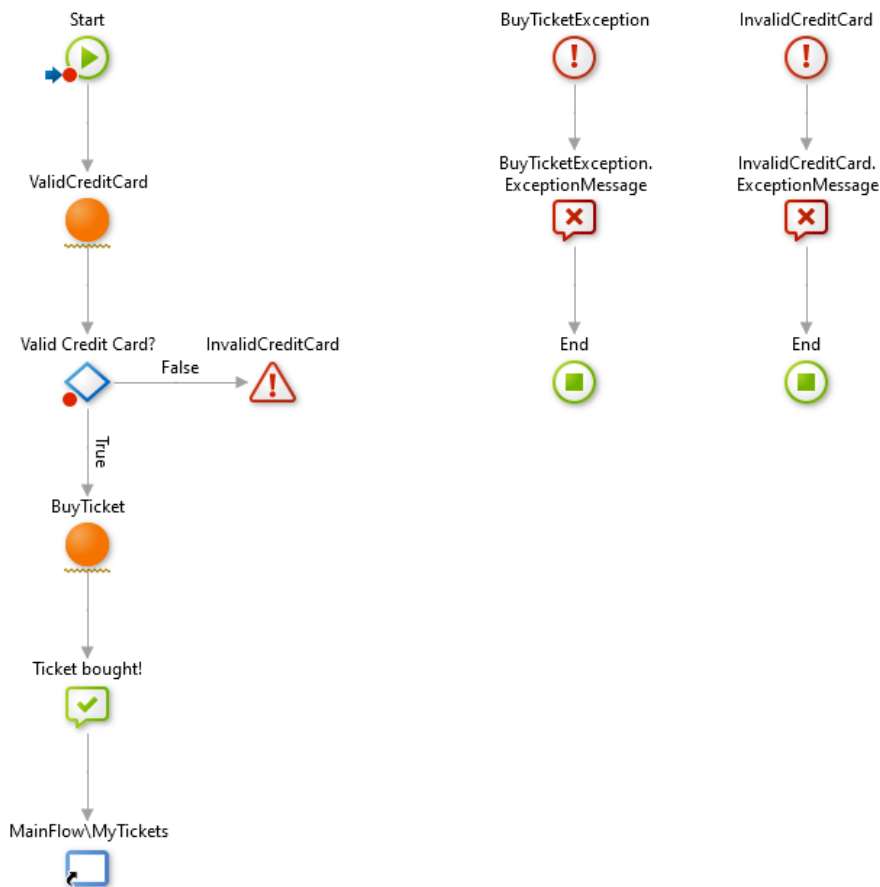 Start
ValidCreditCard
Valid Credit Card?
False
InvalidCreditCard
True
BuyTicket
Ticket bought!
MainFlow\MyTickets
BuyTicketException
BuyTicketException.
ExceptionMessage
End
InvalidCreditCard
InvalidCreditCard.
ExceptionMessage
End